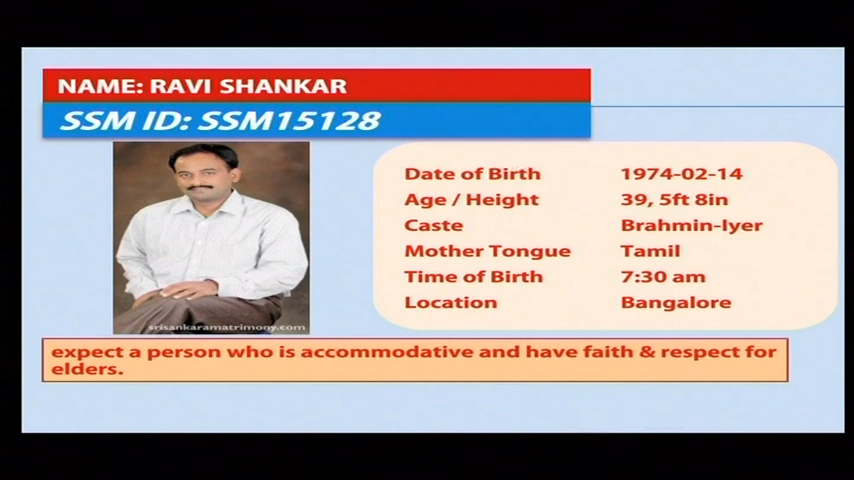 NAME: RAVI SHANKAR
SSM ID: SSM15128
Date of Birth 1974-02-14
Age / Height 39, 5ft 8in
Caste Brahmin-Iyer
Mother Tongue Tamil
Time of Birth 7:30 am
Location Bangalore
srisankaramatrimony.com
expect a person who is accommodative and have faith & respect for
elders.